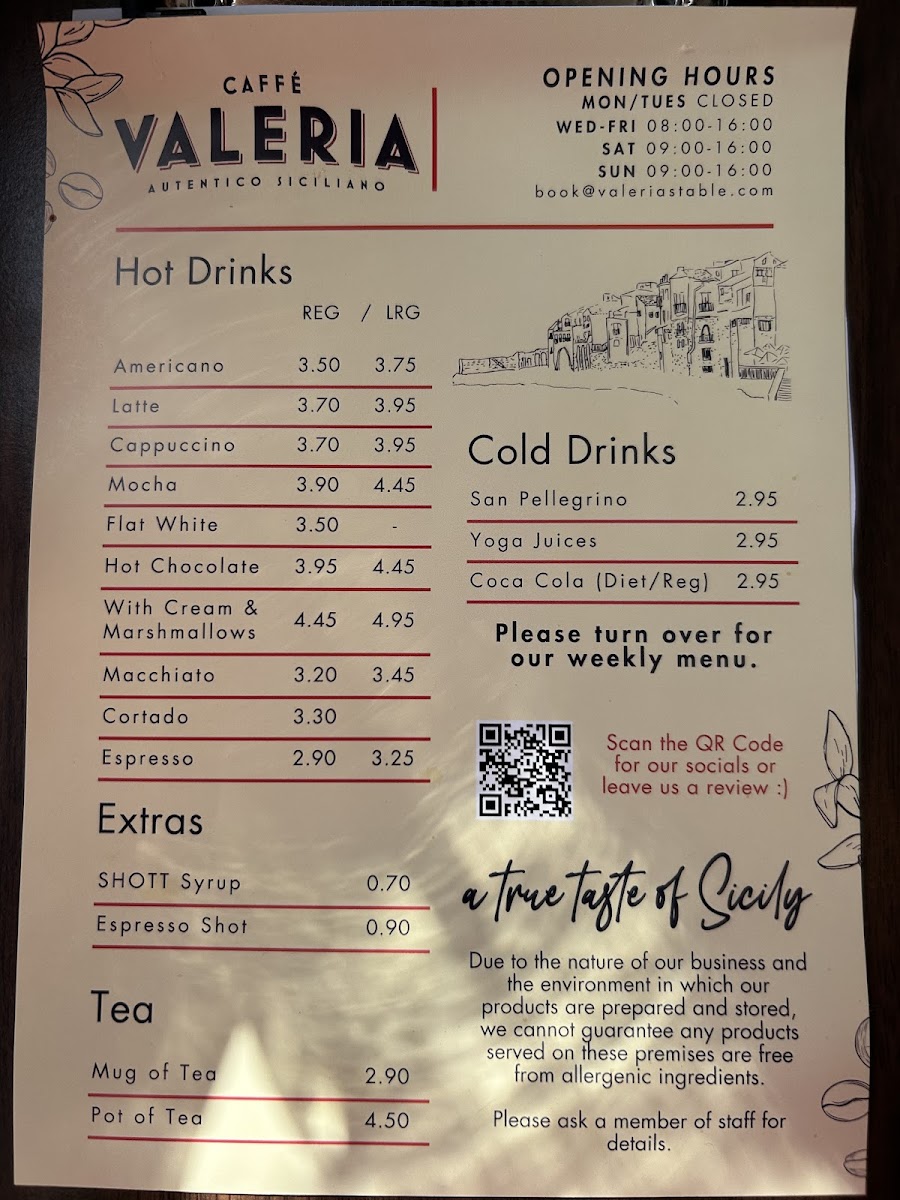 CAFFÉ
VALERIA
AUTENTICO SICILIANO
OPENING HOURS
MON/TUES CLOSED
WED-FRI 08:00-16:00
SAT 09:00-16:00
SUN 09:00-16:00
book@valeriastable.com
Hot Drinks
REG / LRG
Americano 3.50 3.75
Latte 3.70 3.95
Cappuccino 3.70 3.95
Mocha 3.90 4.45
Flat White 3.50 -
Hot Chocolate 3.95 4.45
With Cream &
Marshmallows 4.45 4.95
Macchiato 3.20 3.45
Cortado 3.30
Espresso 2.90 3.25
Extras
SHOTT Syrup 0.70
Espresso Shot 0.90
Tea
Mug of Tea 2.90
Pot of Tea 4.50
Cold Drinks
San Pellegrino 2.95
Yoga Juices 2.95
Coca Cola (Diet/Reg) 2.95
Please turn over for
our weekly menu.
Scan the QR Code
for our socials or
leave us a review :)
a true taste of Sicily
Due to the nature of our business and
the environment in which our
products are prepared and stored,
we cannot guarantee any products
served on these premises are free
from allergenic ingredients.
Please ask a member of staff for
details.